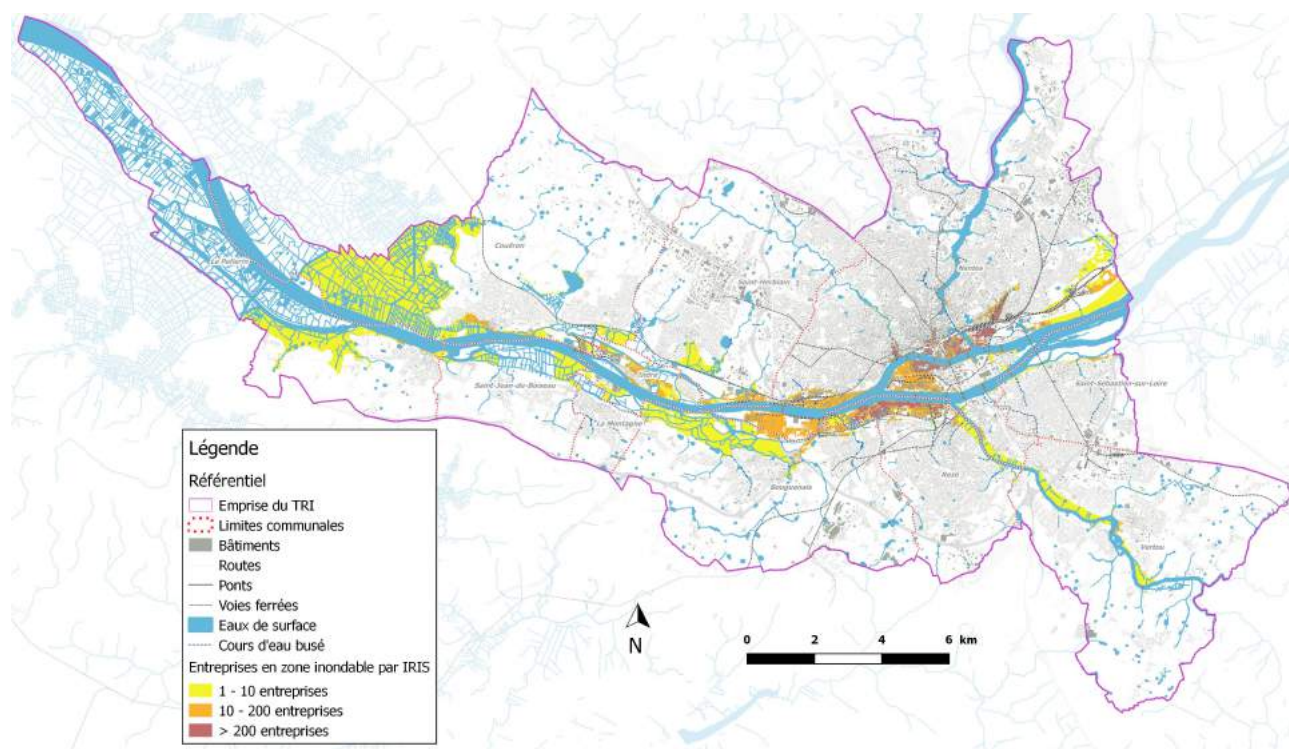 Couëron
Nantes
Saint-Herblain
Le Pellerin
Saint-Sébastien-sur-Loire
Saint-Jean-de-Boiseau
La Montagne
Bouguenais
Rezé
Vertou
Légende
Référentiel
Emprise du TRI
Limites communales
Bâtiments
Routes
Ponts
Voies ferrées
Eaux de surface
Cours d'eau busé
Entreprises en zone inondable par IRIS
1 - 10 entreprises
10 - 200 entreprises
> 200 entreprises
N
0 2 4 6 km